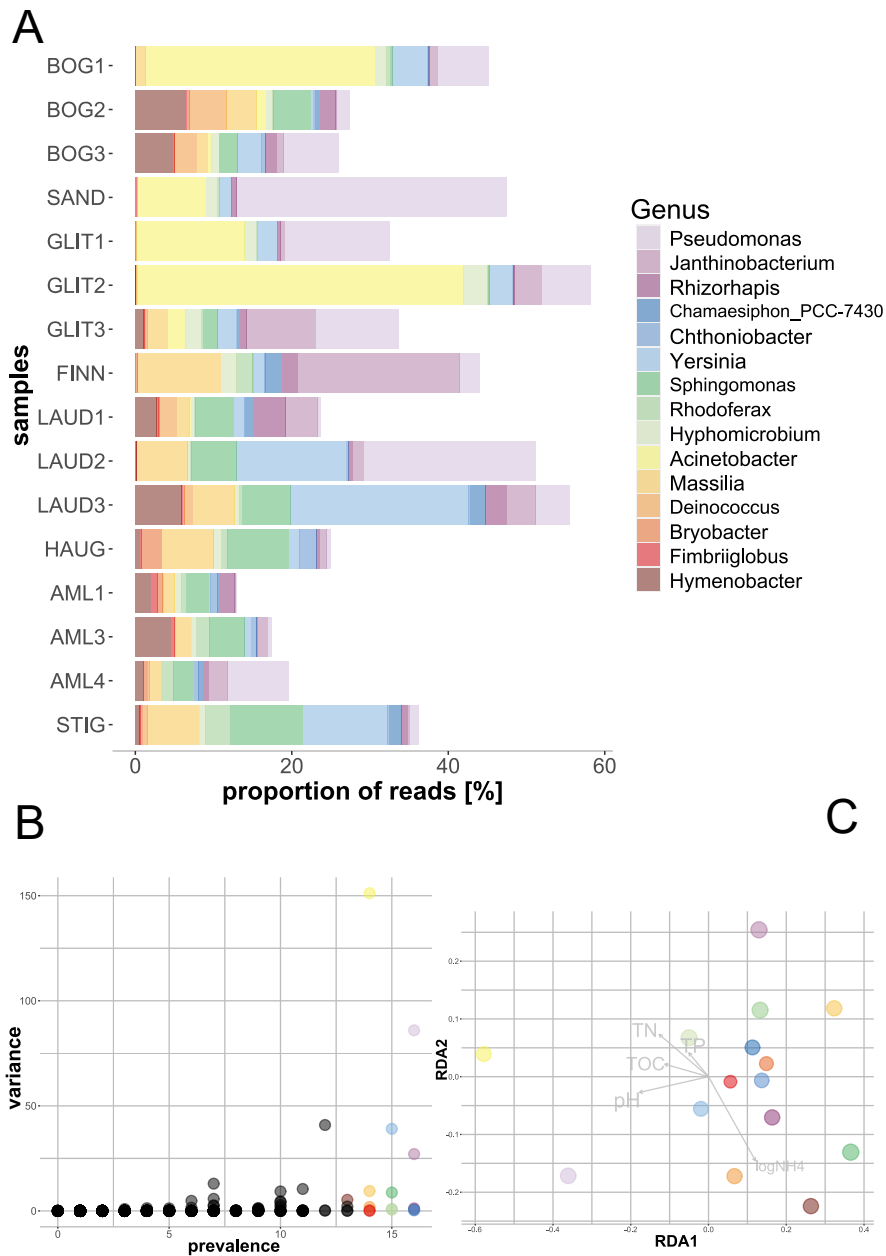 A
BOG1
BOG2
BOG3
SAND
GLIT1
GLIT2
GLIT3
FINN
LAUD1
LAUD2
LAUD3
HAUG
AML1
AML3
AML4
STIG
samples
0 20 40 60
proportion of reads [%]
Genus
Pseudomonas
Janthinobacterium
Rhizorhapis
Chamaesiphon_PCC-7430
Chthoniobacter
Yersinia
Sphingomonas
Rhodoferax
Hyphomicrobium
Acinetobacter
Massilia
Deinococcus
Bryobacter
Fimbriiglobus
Hymenobacter
B
150
100
50
0
variance
0 5 10 15
prevalence
C
0.2
0.1
0.0
-0.1
-0.2
RDA2
TN
TP
TOC
pH
logNH4
-0.6 -0.4 -0.2 0.0 0.2 0.4
RDA1